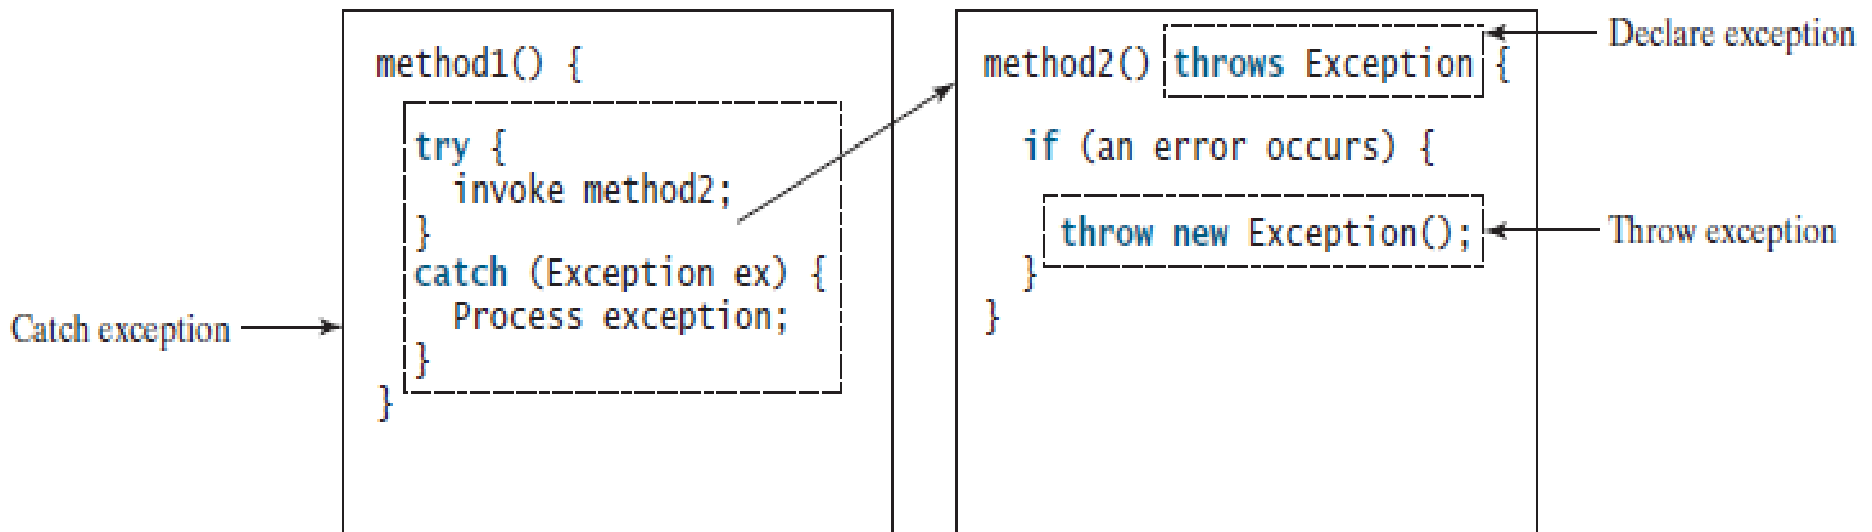 method1() {
try {
invoke method2;
}
catch (Exception ex) {
Process exception;
}
}
Catch exception
method2() throws Exception {
if (an error occurs) {
throw new Exception();
}
}
Declare exception
Throw exception